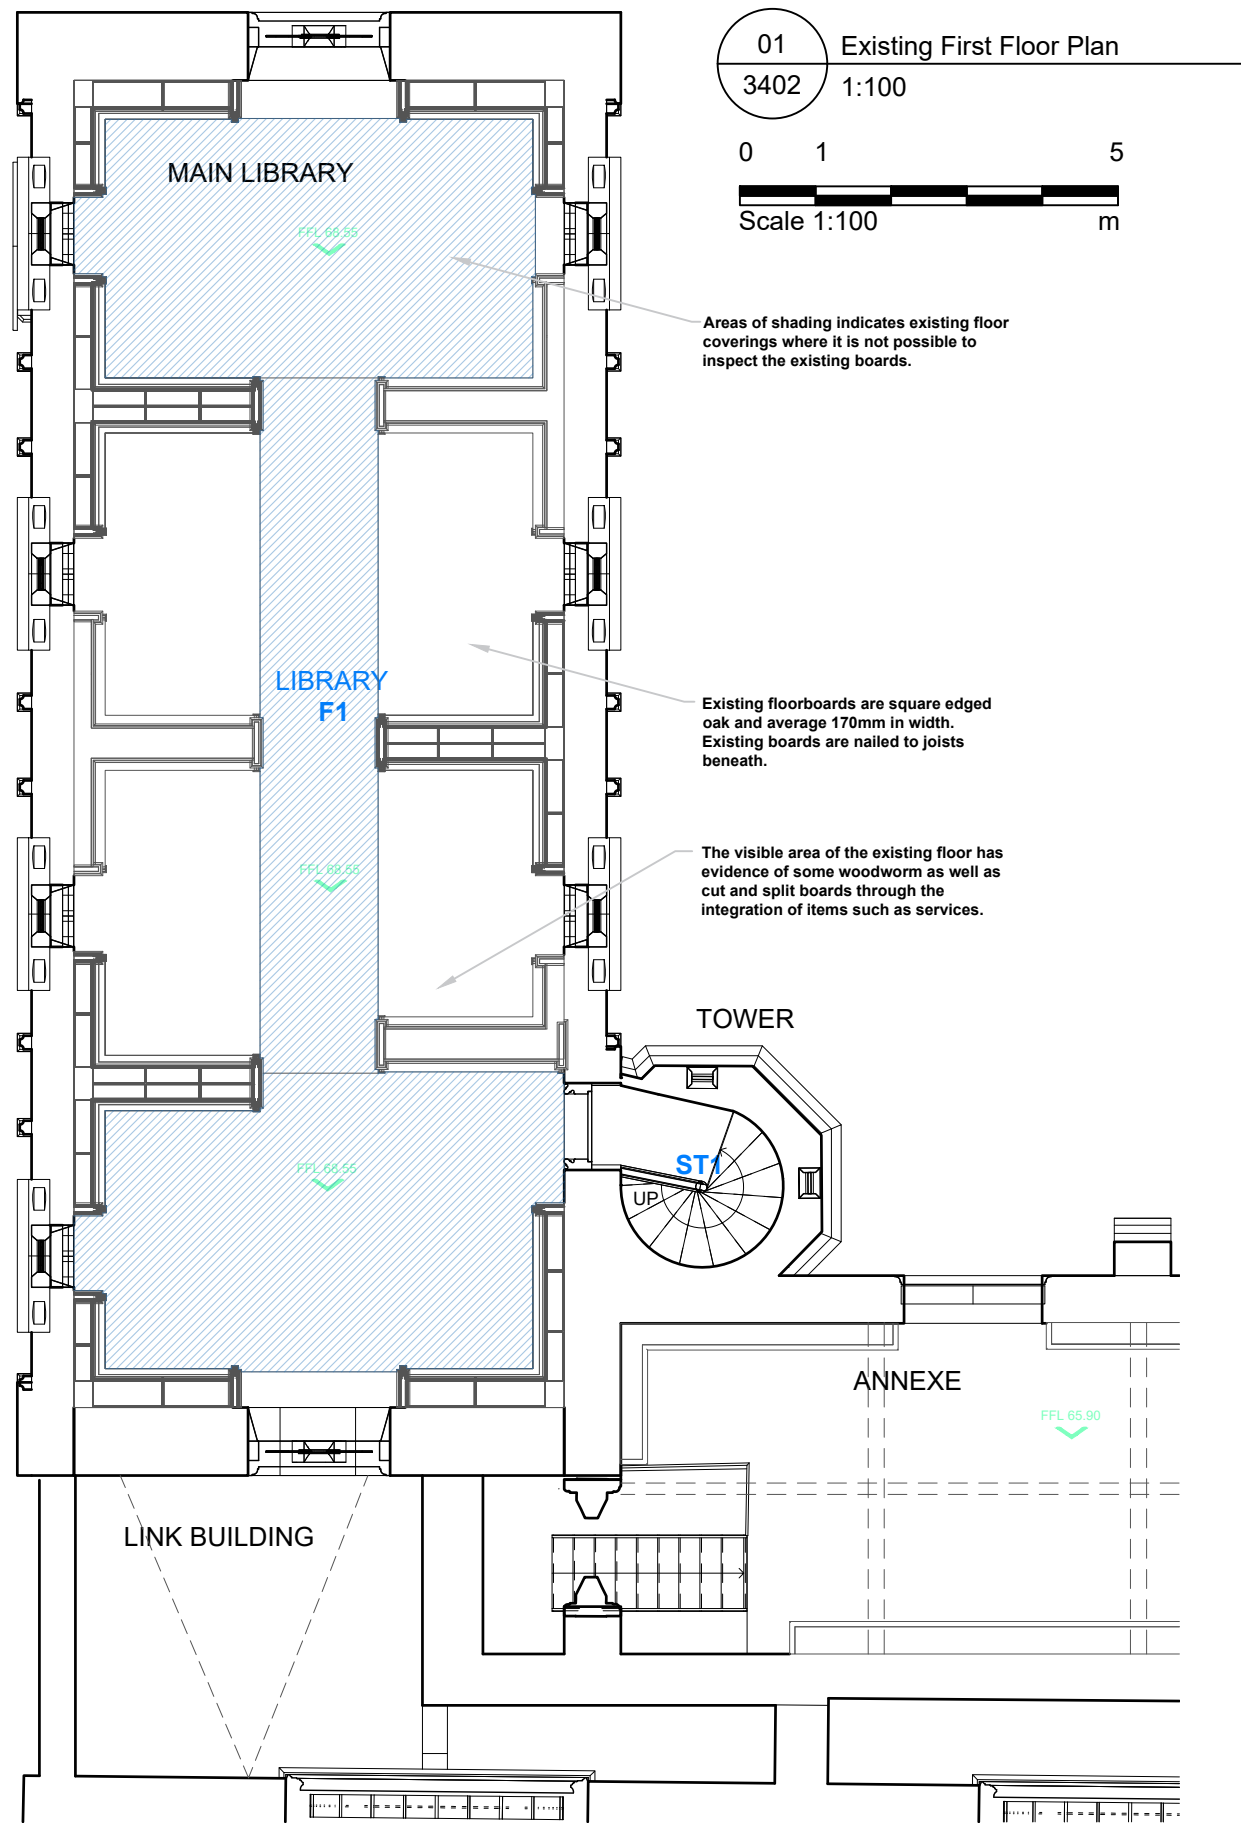 01
3402
Existing First Floor Plan
1:100
0 1 5
Scale 1:100 m
MAIN LIBRARY
FFL 68.55
Areas of shading indicates existing floor
coverings where it is not possible to
inspect the existing boards.
LIBRARY
F1
Existing floorboards are square edged
oak and average 170mm in width.
Existing boards are nailed to joists
beneath.
The visible area of the existing floor has
evidence of some woodworm as well as
cut and split boards through the
integration of items such as services.
FFL 68.55
TOWER
FFL 68.55
ST1
UP
ANNEXE
FFL 65.90
LINK BUILDING